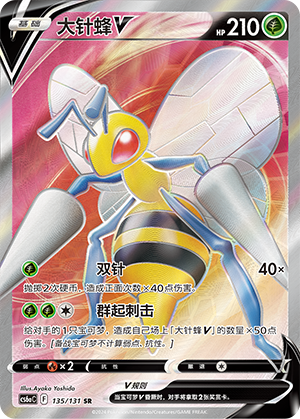 基础
大针蜂V
HP 210
双针 40×
抛掷2次硬币，造成正面次数×40点伤害。
群起刺击
给对手的1只宝可梦，造成自己场上「大针蜂V」的数量×50点
伤害。[备战宝可梦不计算弱点、抗性。]
弱点 ×2 抗性 撤退
Illus.Ayaka Yoshida
V规则
CS6aC F 135/131 SR
当宝可梦V昏厥时，对手将拿取2张奖赏卡。